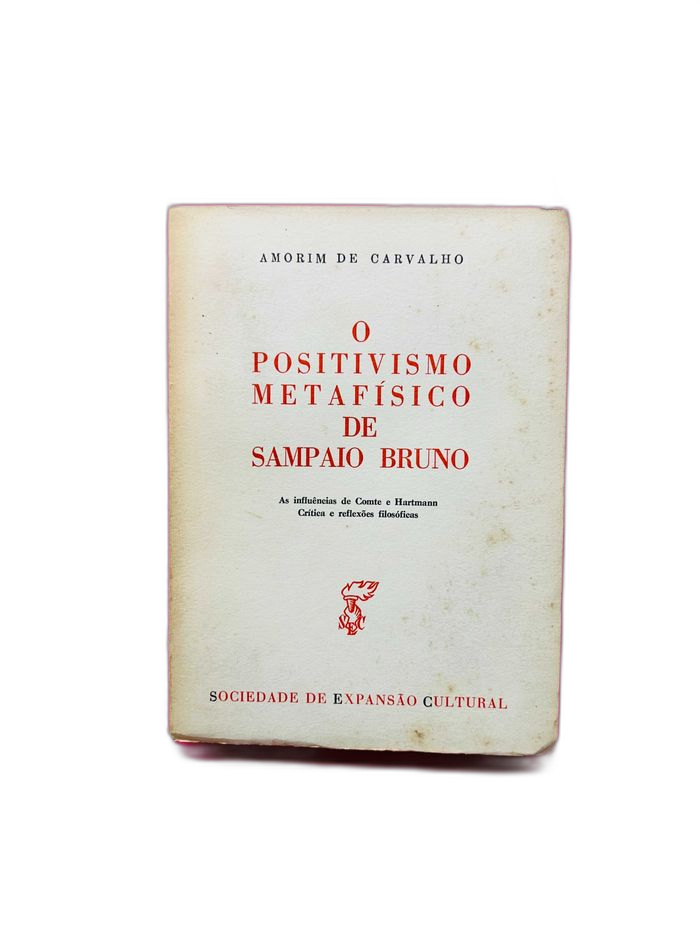 AMORIM DE CARVALHO
O
POSITIVISMO
METAFÍSICO
DE
SAMPAIO BRUNO
As influências de Comte e Hartmann
Crítica e reflexões filosóficas
SEC
SOCIEDADE DE EXPANSÃO CULTURAL